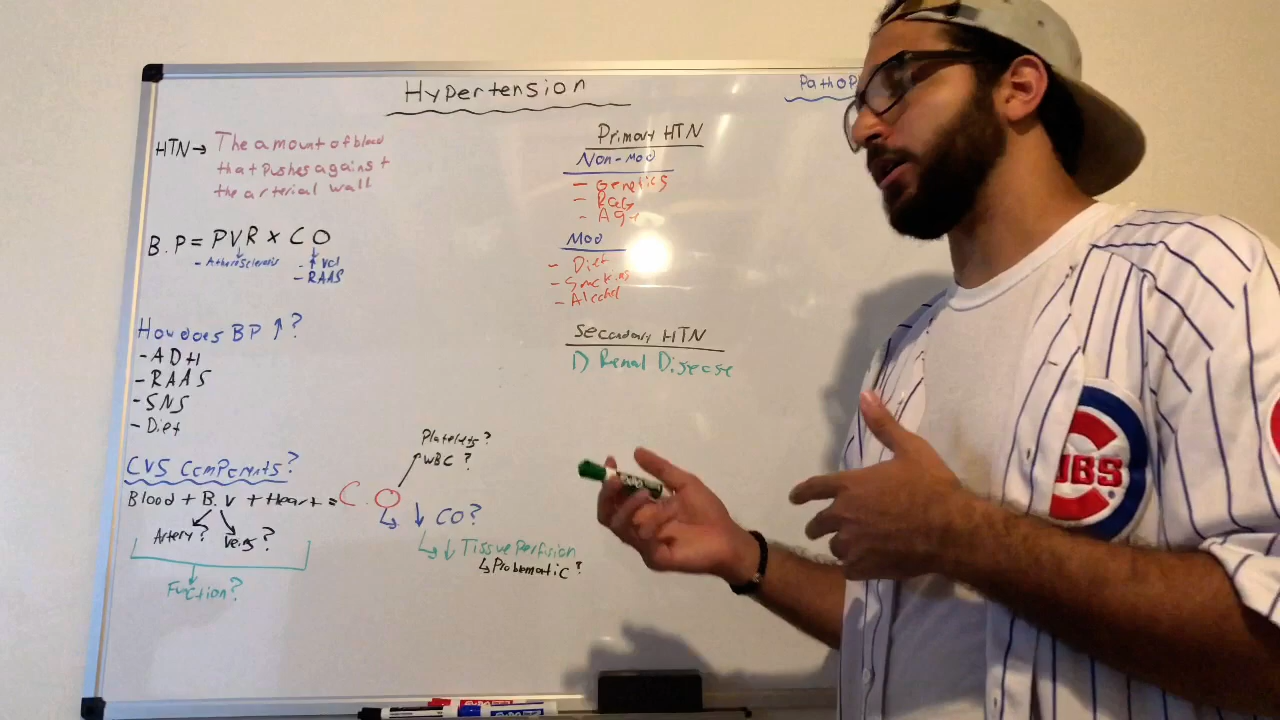 Hypertension
PathoP
HTN → The amount of blood
that pushes against
the arterial wall
B.P = PVR x CO
- Atherosclerosis
- ↑ Vol
- RAAS
How does BP ↑ ?
- ADH
- RAAS
- SNS
- Diet
CVS Components?
Blood + B.V + Heart = C.O
Artery? Veins?
Function?
Platelets?
WBC ?
↓ CO?
↓ Tissue Perfusion
Problematic?
Primary HTN
Non-Mod
- Genetics
- Race
- Age
Mod
- Diet
- Smoking
- Alcohol
Secondary HTN
1) Renal Disease
UBS